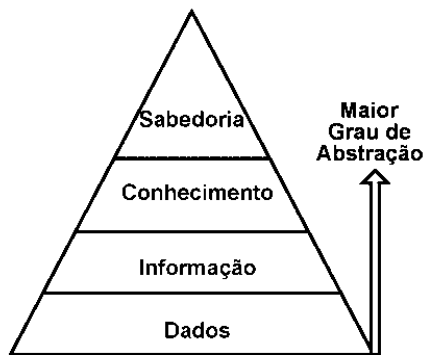 Sabedoria
Conhecimento
Informação
Dados
Maior
Grau de
Abstração